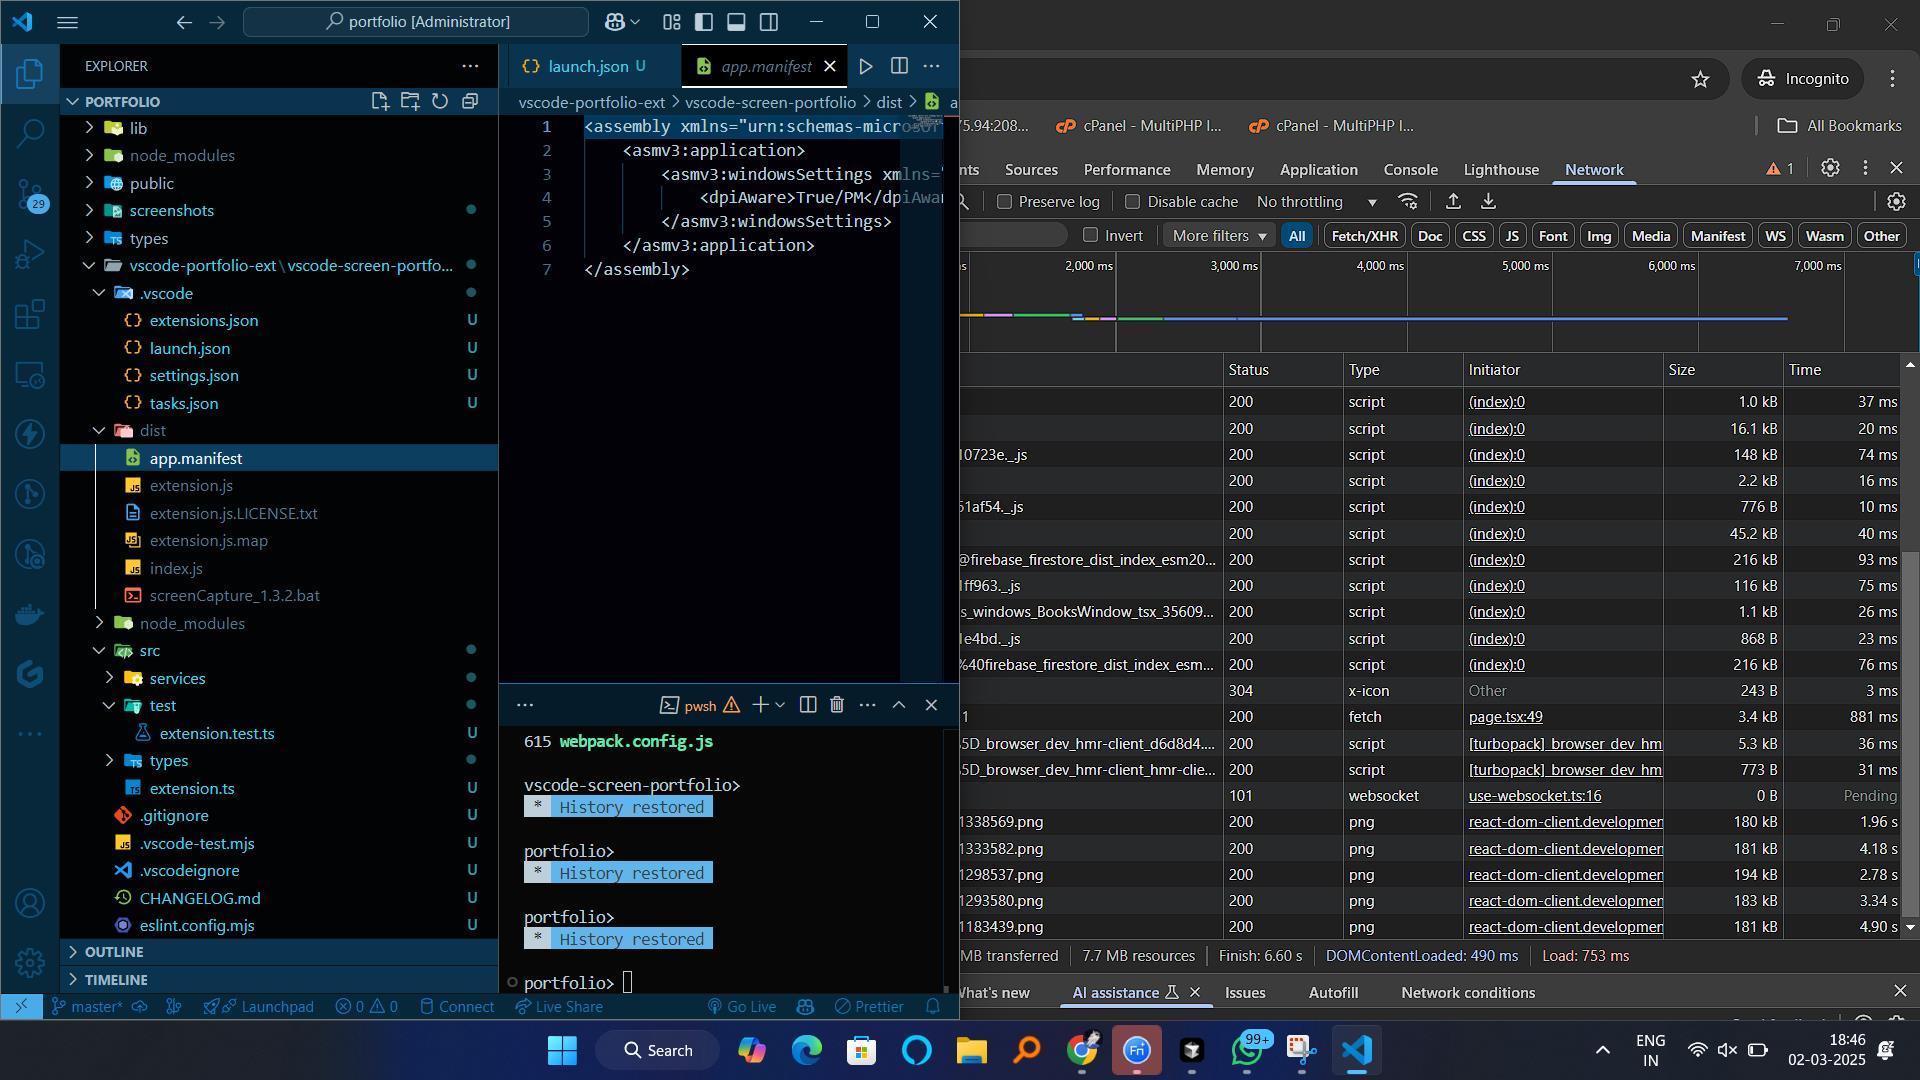 portfolio [Administrator]
EXPLORER
PORTFOLIO
lib
node_modules
public
screenshots
types
vscode-portfolio-ext\vscode-screen-portfo...
.vscode
extensions.json U
launch.json U
settings.json U
tasks.json U
dist
app.manifest
extension.js
extension.js.LICENSE.txt
extension.js.map
index.js
screenCapture_1.3.2.bat
node_modules
src
services
test
extension.test.ts U
types
extension.ts U
.gitignore U
.vscode-test.mjs U
.vscodeignore U
CHANGELOG.md U
eslint.config.mjs U
OUTLINE
TIMELINE
29
launch.json U
app.manifest
vscode-portfolio-ext > vscode-screen-portfolio > dist > a
1 <assembly xmlns="urn:schemas-microsof
2 <asmv3:application>
3 <asmv3:windowsSettings xmlns="
4 <dpiAware>True/PM</dpiAwar
5 </asmv3:windowsSettings>
6 </asmv3:application>
7 </assembly>
pwsh
615 webpack.config.js
vscode-screen-portfolio>
* History restored
portfolio>
* History restored
portfolio>
* History restored
portfolio>
master* Launchpad 0 0 Connect Live Share Go Live Prettier
Incognito
75.94:208... cPanel - MultiPHP I... cPanel - MultiPHP I... All Bookmarks
nts Sources Performance Memory Application Console Lighthouse Network 1
Preserve log Disable cache No throttling
Invert More filters All Fetch/XHR Doc CSS JS Font Img Media Manifest WS Wasm Other
ms 2,000 ms 3,000 ms 4,000 ms 5,000 ms 6,000 ms 7,000 ms
Status Type Initiator Size Time
200 script (index):0 1.0 kB 37 ms
200 script (index):0 16.1 kB 20 ms
10723e._.js 200 script (index):0 148 kB 74 ms
200 script (index):0 2.2 kB 16 ms
51af54._.js 200 script (index):0 776 B 10 ms
200 script (index):0 45.2 kB 40 ms
@firebase_firestore_dist_index_esm20... 200 script (index):0 216 kB 93 ms
1ff963._.js 200 script (index):0 116 kB 75 ms
s_windows_BooksWindow_tsx_35609... 200 script (index):0 1.1 kB 26 ms
1e4bd._.js 200 script (index):0 868 B 23 ms
%40firebase_firestore_dist_index_esm... 200 script (index):0 216 kB 76 ms
304 x-icon Other 243 B 3 ms
1 200 fetch page.tsx:49 3.4 kB 881 ms
5D_browser_dev_hmr-client_d6d8d4.... 200 script [turbopack]_browser_dev_hm 5.3 kB 36 ms
5D_browser_dev_hmr-client_hmr-clie... 200 script [turbopack]_browser_dev_hm 773 B 31 ms
101 websocket use-websocket.ts:16 0 B Pending
1338569.png 200 png react-dom-client.developmen 180 kB 1.96 s
1333582.png 200 png react-dom-client.developmen 181 kB 4.18 s
1298537.png 200 png react-dom-client.developmen 194 kB 2.78 s
1293580.png 200 png react-dom-client.developmen 183 kB 3.34 s
1183439.png 200 png react-dom-client.developmen 181 kB 4.90 s
MB transferred 7.7 MB resources Finish: 6.60 s DOMContentLoaded: 490 ms Load: 753 ms
What's new AI assistance Issues Autofill Network conditions
Search
Fn
99+
ENG
IN
18:46
02-03-2025